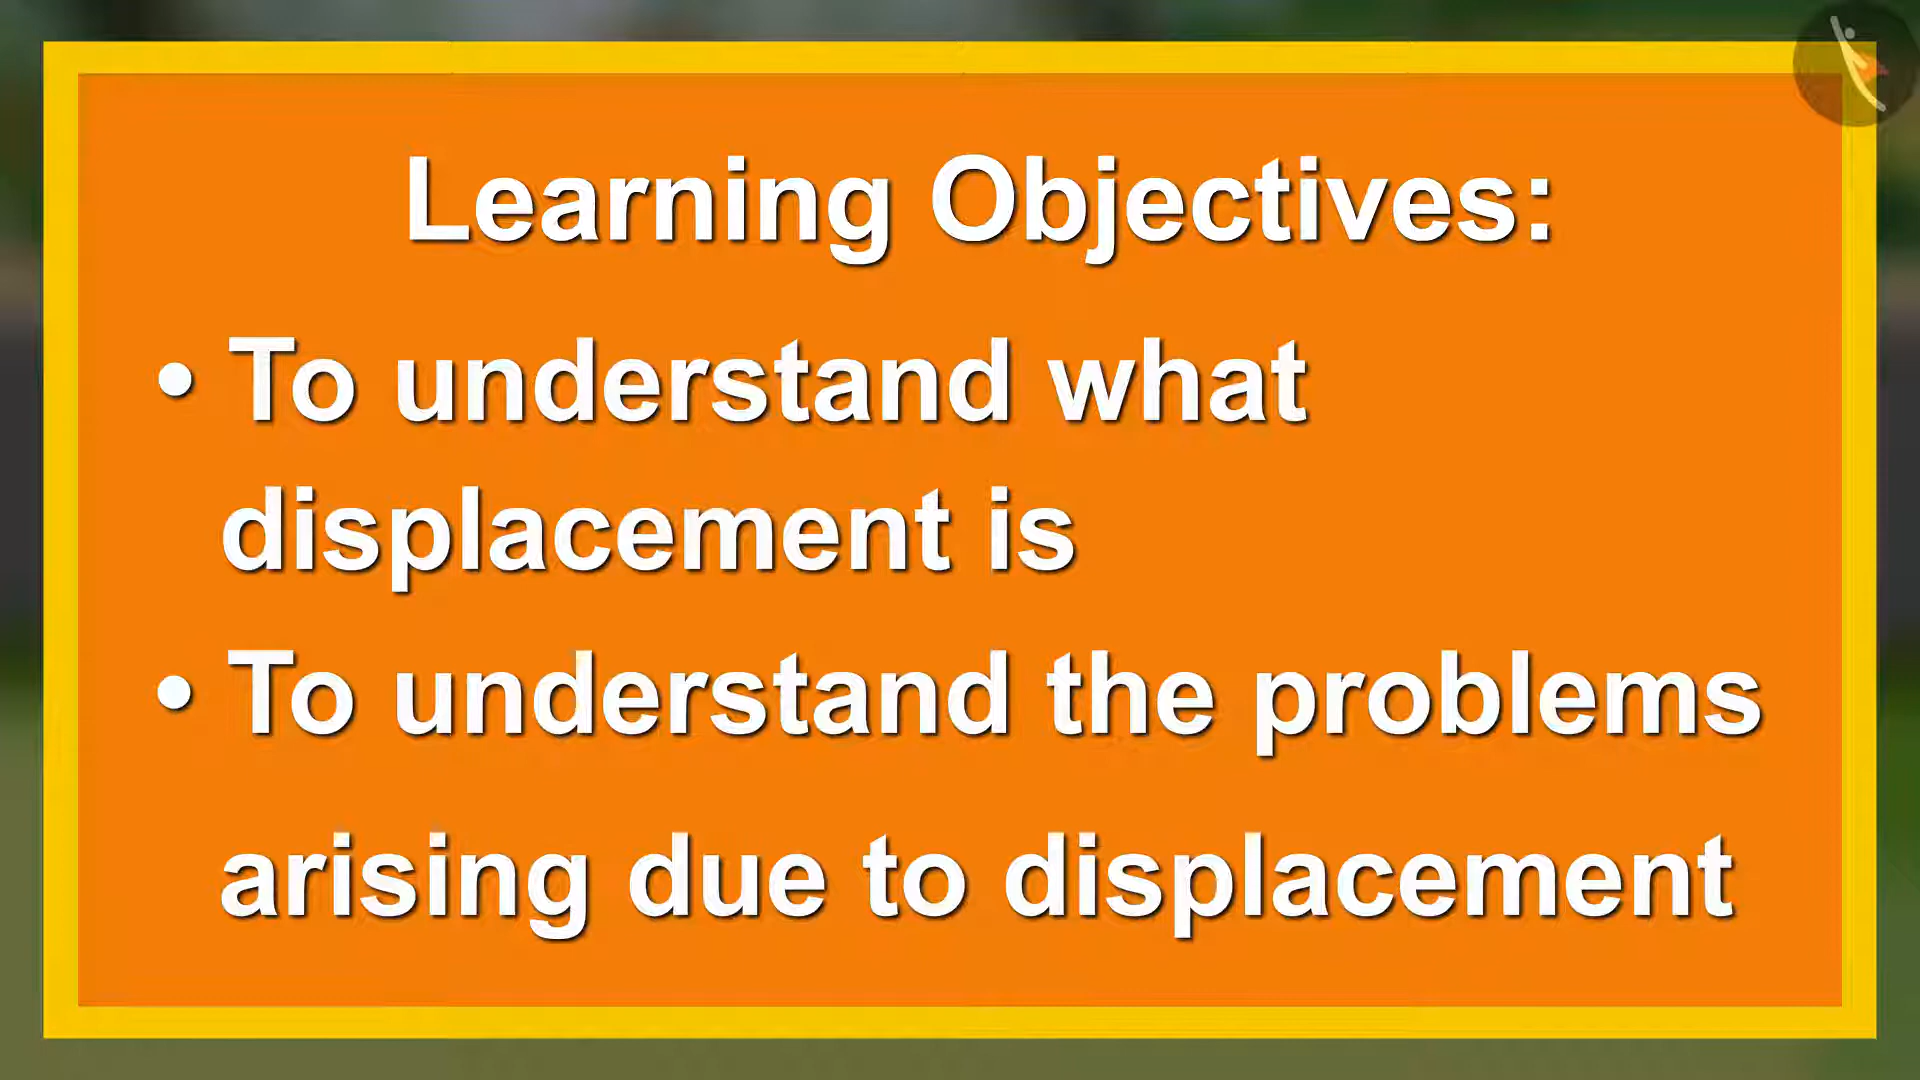 Learning Objectives:
• To understand what
displacement is
• To understand the problems
arising due to displacement